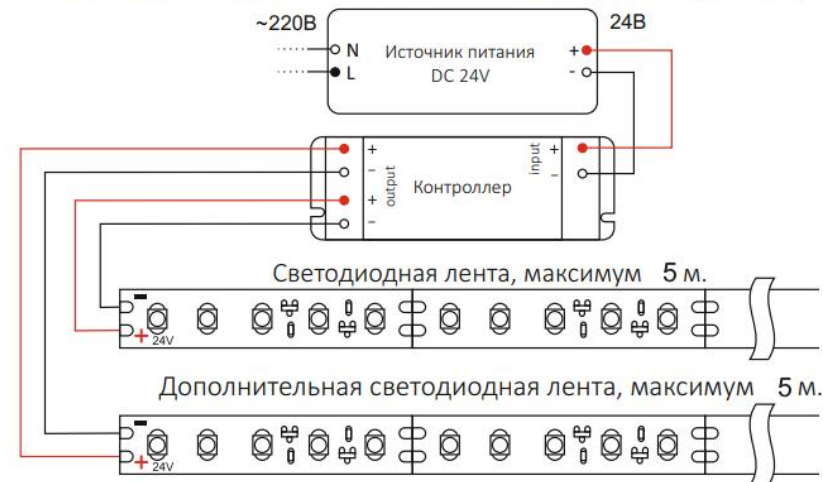 ~220В
24В
N
Источник питания
+
L
DC 24V
-
+
-
+
-
output
Контроллер
input
+
-
Светодиодная лента, максимум 5 м.
-
+
24V
Дополнительная светодиодная лента, максимум 5 м.
-
+
24V